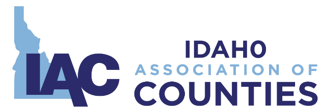 IAC
IDAHO
ASSOCIATION OF
COUNTIES